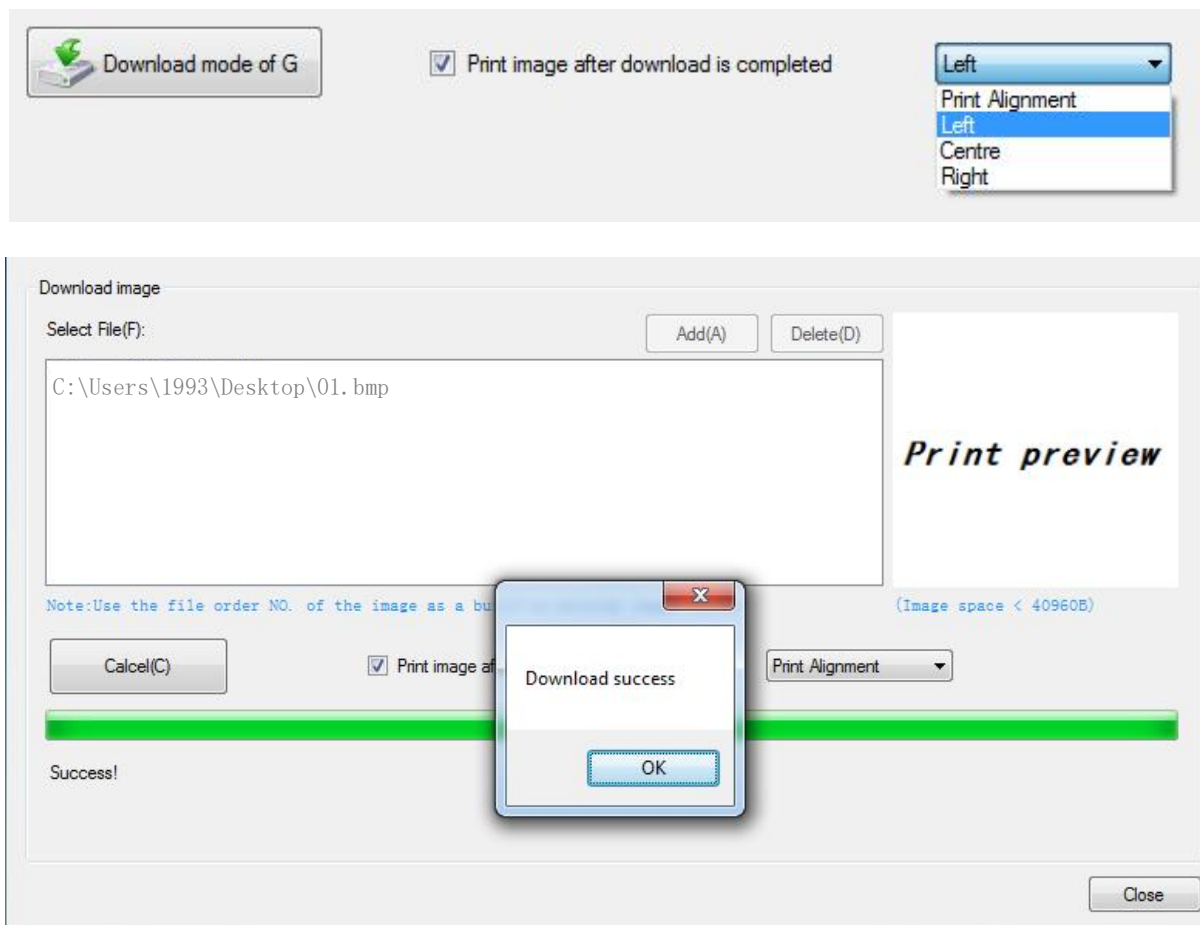 Download mode of G
Print image after download is completed
Left
Print Alignment
Left
Centre
Right
Download image
Select File(F):
Add(A)
Delete(D)
C:\Users\1993\Desktop\01.bmp
Print preview
Note:Use the file order NO. of the image as a
(Image space < 40960B)
Calcel(C)
Print image
Print Alignment
Download success
OK
Success!
Close